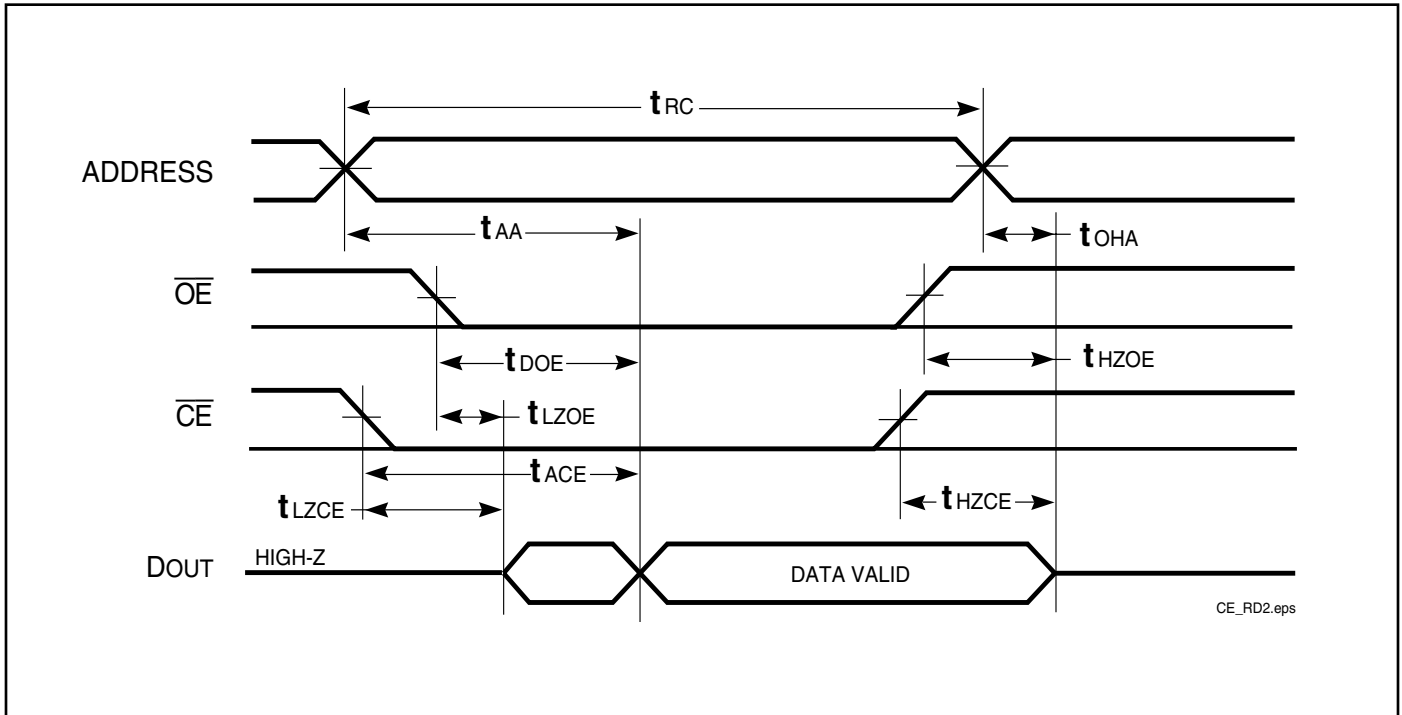 tRC
ADDRESS
tAA
tOHA
OE
tDOE
tHZOE
CE
tLZOE
tACE
tLZCE
tHZCE
DOUT
HIGH-Z
DATA VALID
CE_RD2.eps